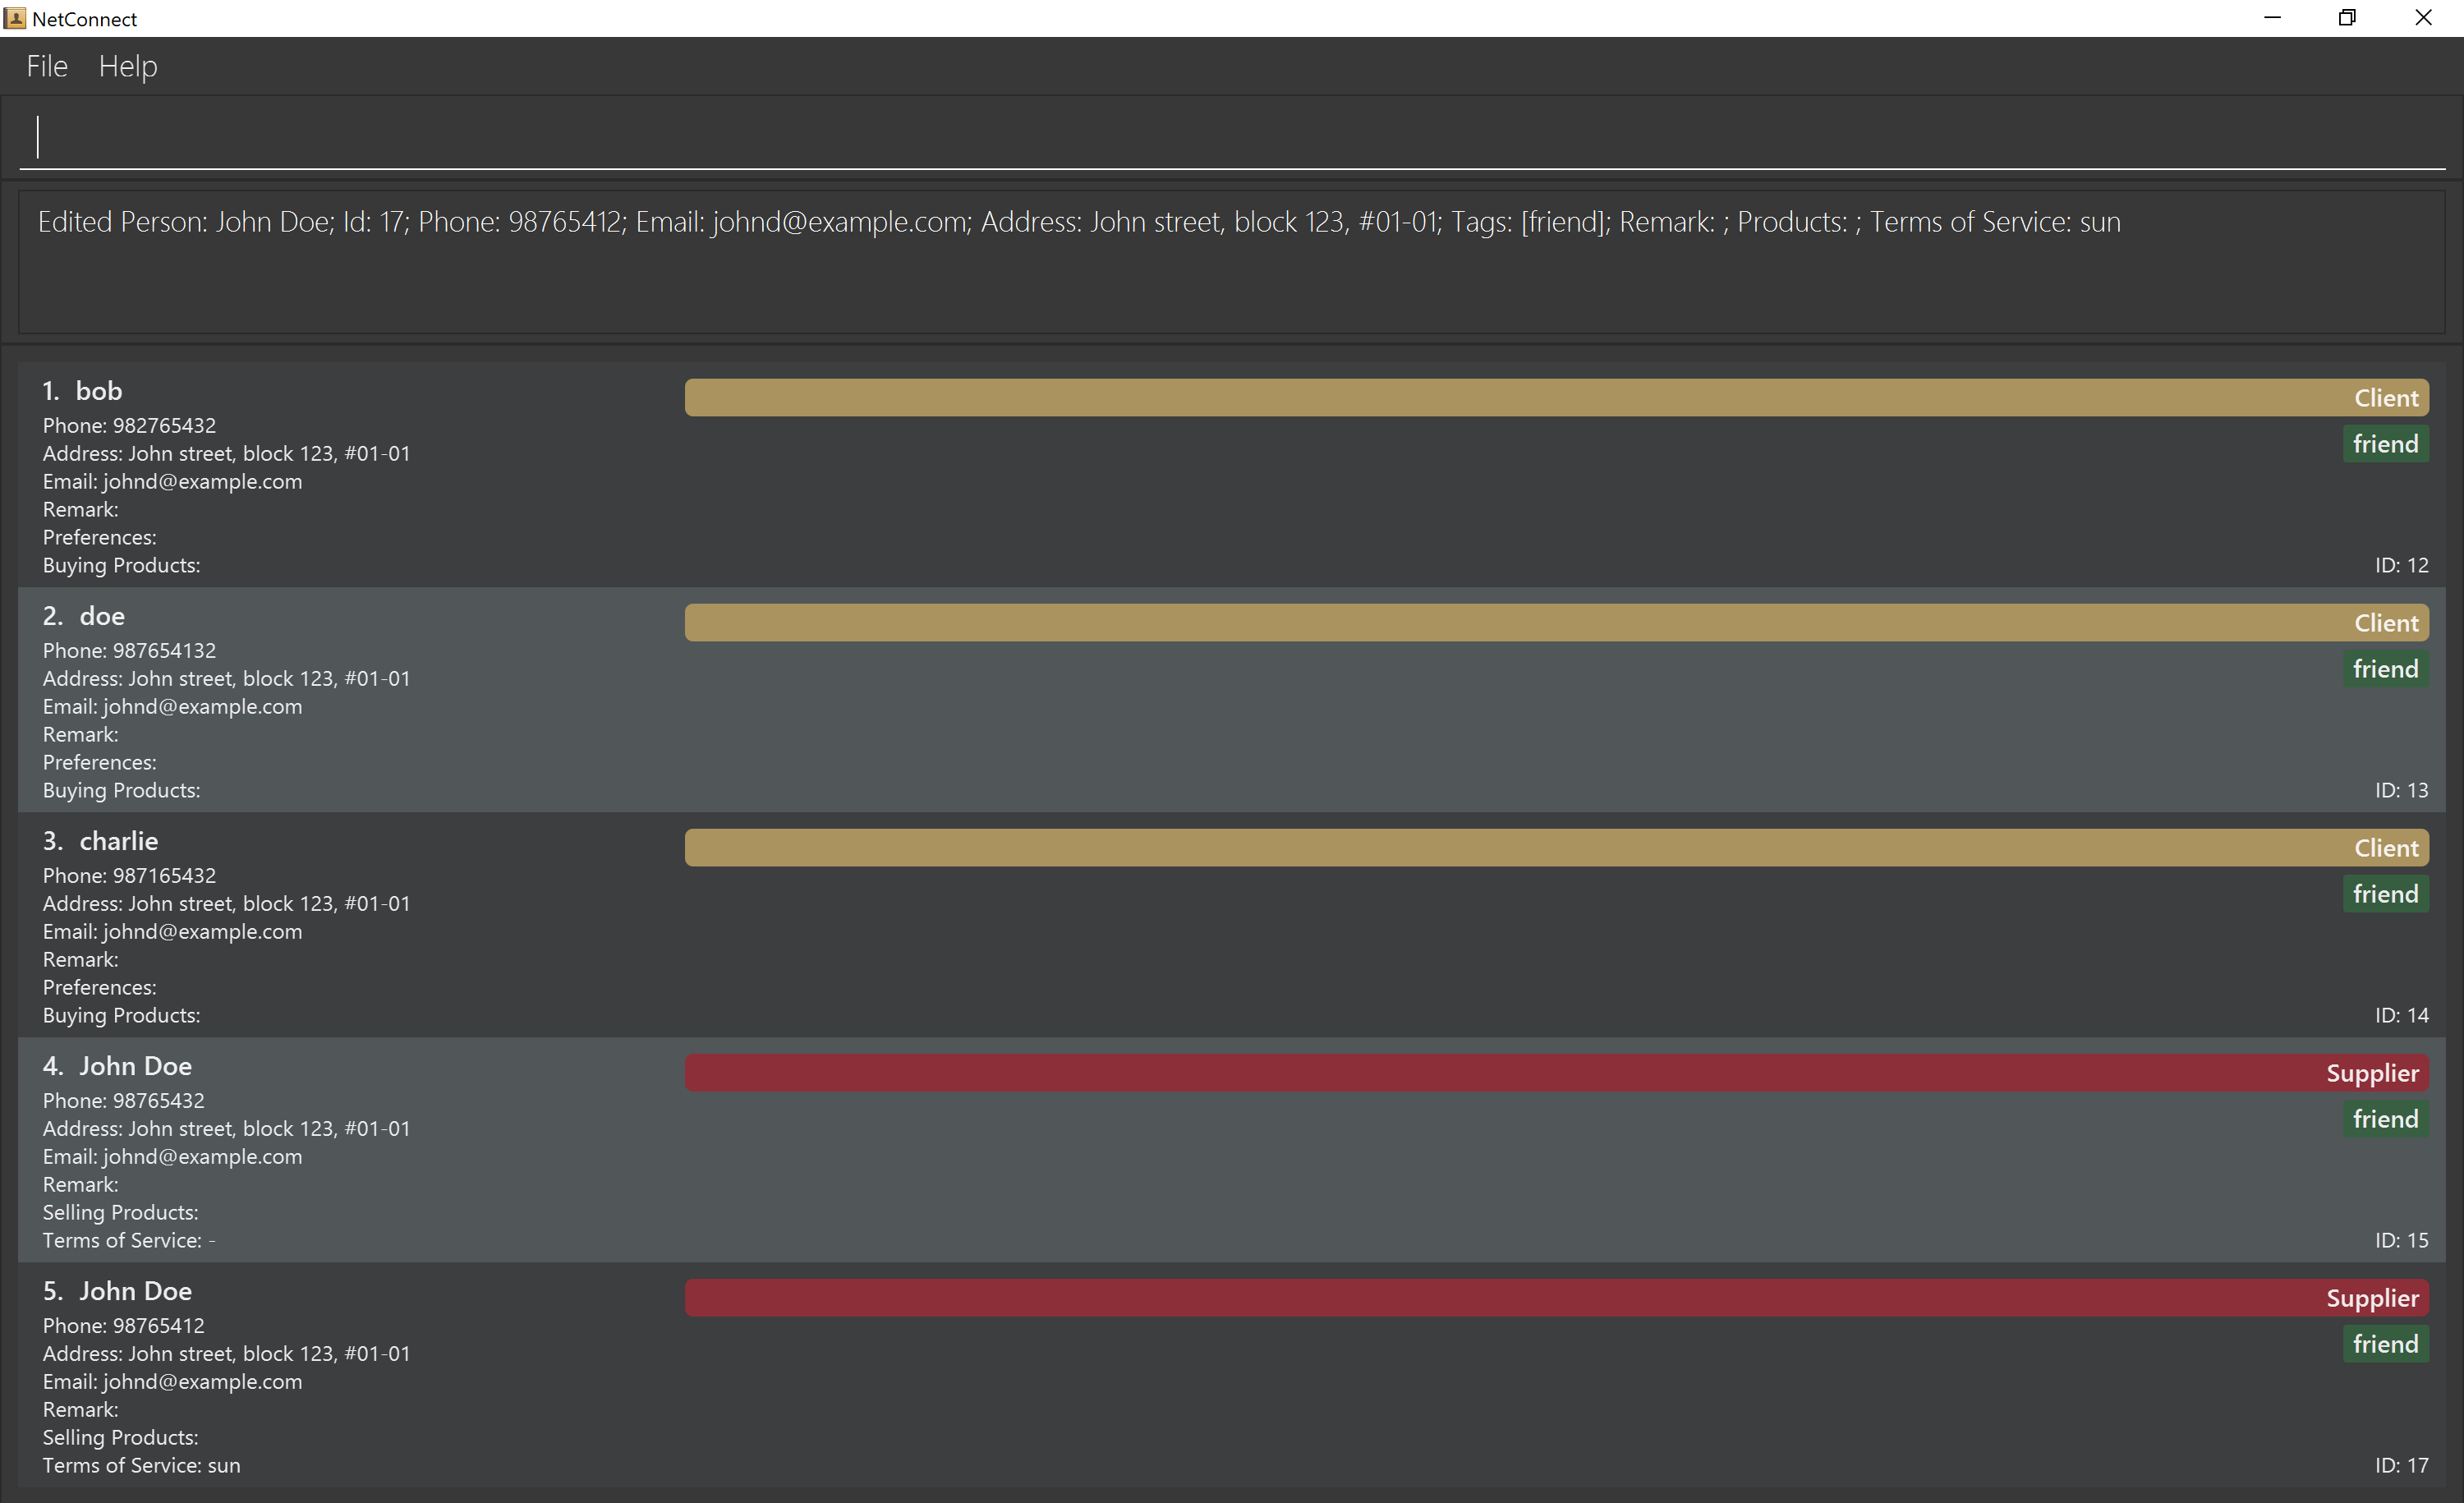 NetConnect
File Help
Edited Person: John Doe; Id: 17; Phone: 98765412; Email: johnd@example.com; Address: John street, block 123, #01-01; Tags: [friend]; Remark: ; Products: ; Terms of Service: sun
1. bob
Client
Phone: 982765432
friend
Address: John street, block 123, #01-01
Email: johnd@example.com
Remark:
Preferences:
Buying Products:
ID: 12
2. doe
Client
Phone: 987654132
friend
Address: John street, block 123, #01-01
Email: johnd@example.com
Remark:
Preferences:
Buying Products:
ID: 13
3. charlie
Client
Phone: 987165432
friend
Address: John street, block 123, #01-01
Email: johnd@example.com
Remark:
Preferences:
Buying Products:
ID: 14
4. John Doe
Supplier
Phone: 98765432
friend
Address: John street, block 123, #01-01
Email: johnd@example.com
Remark:
Selling Products:
Terms of Service: -
ID: 15
5. John Doe
Supplier
Phone: 98765412
friend
Address: John street, block 123, #01-01
Email: johnd@example.com
Remark:
Selling Products:
Terms of Service: sun
ID: 17